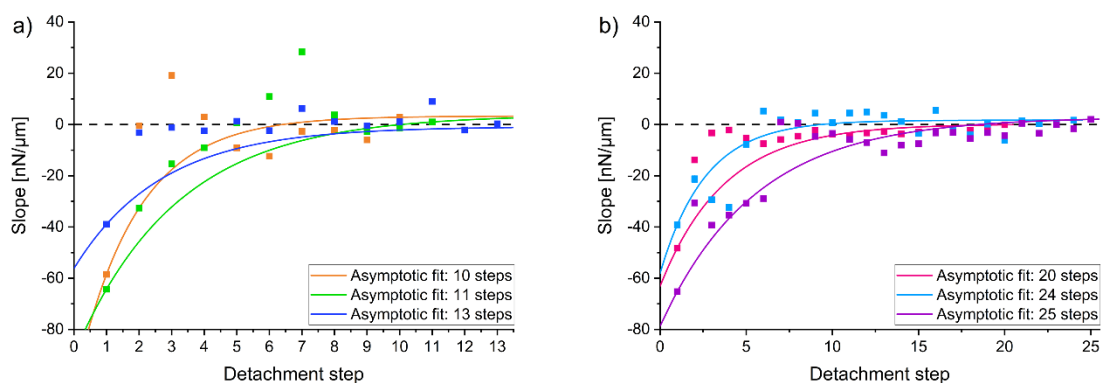 a)
40
20
0
-20
-40
-60
-80
Slope [nN/µm]
0 1 2 3 4 5 6 7 8 9 10 11 12 13
Detachment step
Asymptotic fit: 10 steps
Asymptotic fit: 11 steps
Asymptotic fit: 13 steps
b)
40
20
0
-20
-40
-60
-80
Slope [nN/µm]
0 5 10 15 20 25
Detachment step
Asymptotic fit: 20 steps
Asymptotic fit: 24 steps
Asymptotic fit: 25 steps